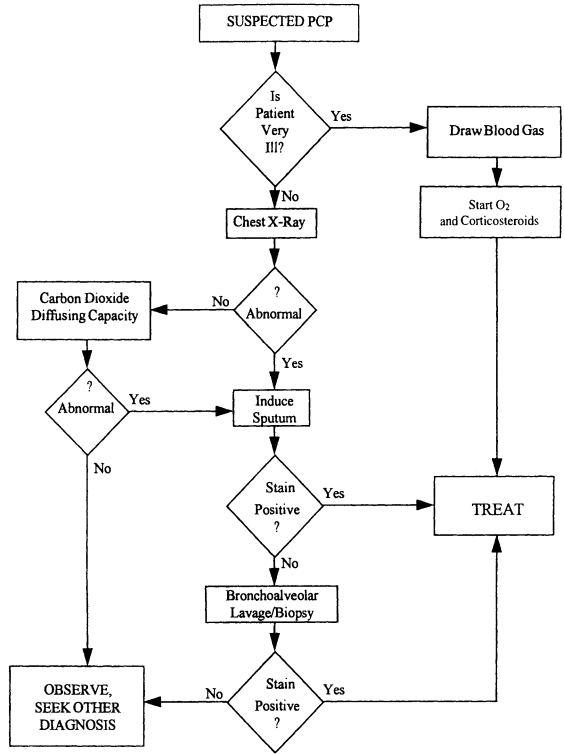 SUSPECTED PCP
Is
Patient
Very
Ill?
Yes
Draw Blood Gas
No
Start O2
and Corticosteroids
Chest X-Ray
?
Abnormal
No
Carbon Dioxide
Diffusing Capacity
Yes
?
Abnormal
Yes
Induce
Sputum
No
Stain
Positive
?
Yes
TREAT
No
Bronchoalveolar
Lavage/Biopsy
Stain
Positive
?
No
Yes
OBSERVE,
SEEK OTHER
DIAGNOSIS